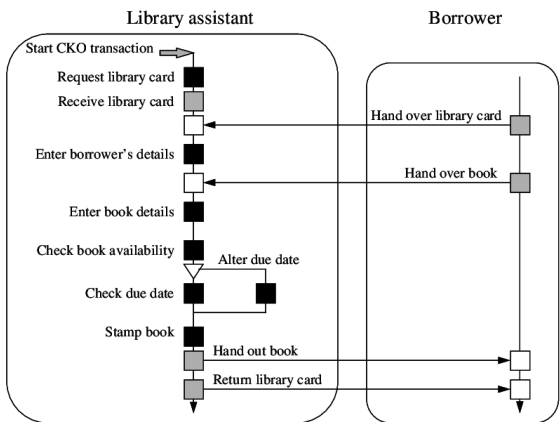 Library assistant
Borrower
Start CKO transaction
Request library card
Receive library card
Hand over library card
Enter borrower's details
Hand over book
Enter book details
Check book availability
Alter due date
Check due date
Stamp book
Hand out book
Return library card